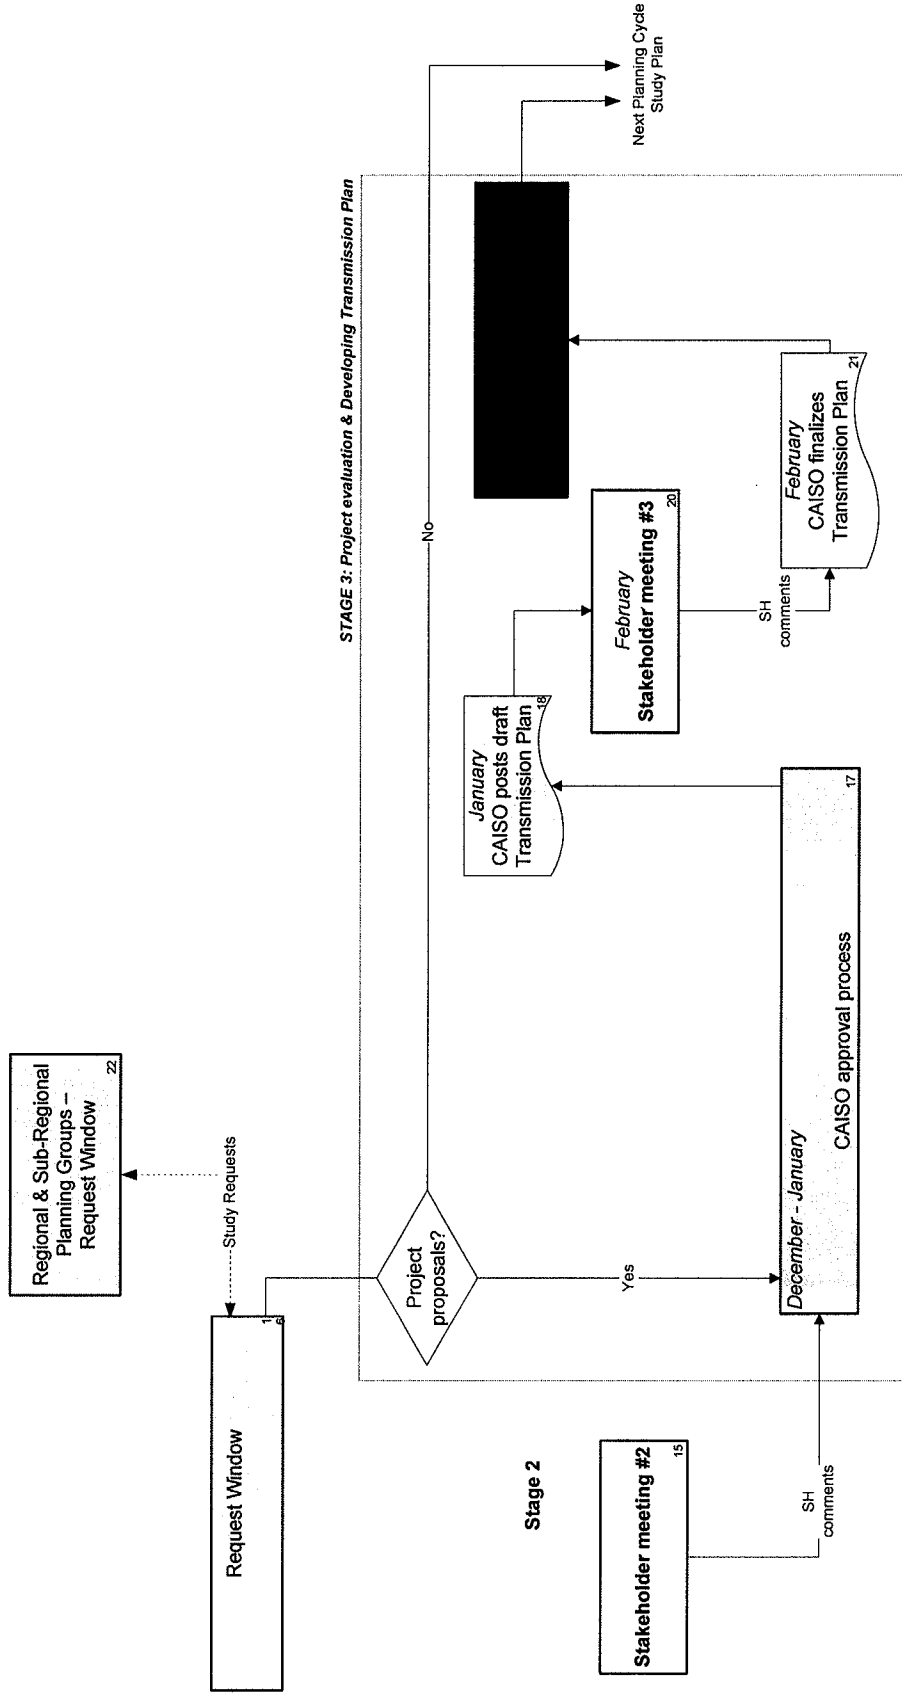 Regional & Sub-Regional
Planning Groups –
Request Window
22
Study Requests
Request Window
1
6
STAGE 3: Project evaluation & Developing Transmission Plan
Project
proposals?
No
Yes
Next Planning Cycle
Study Plan
January
CAISO posts draft
Transmission Plan
18
February
Stakeholder meeting #3
20
SH
comments
February
CAISO finalizes
Transmission Plan
21
Stage 2
Stakeholder meeting #2
15
SH
comments
December - January
CAISO approval process
17